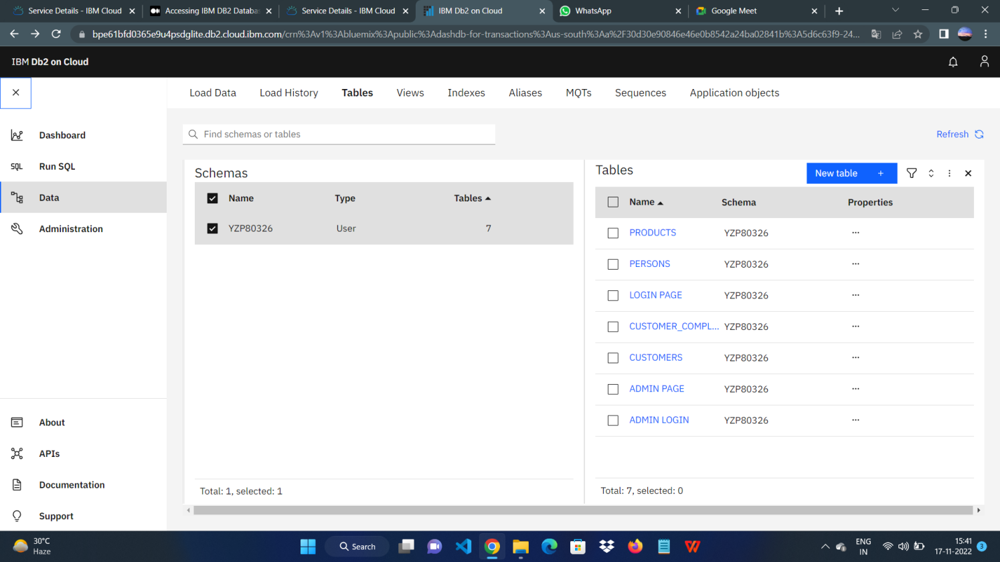 Service Details - IBM Cloud
Accessing IBM DB2 Databa
Service Details - IBM Cloud
IBM Db2 on Cloud
WhatsApp
Google Meet
bpe61bfd0365e9u4psdglite.db2.cloud.ibm.com/crn%3Av1%3Abluemix%3Apublic%3Adashdb-for-transactions%3Aus-south%3Aa%2F30d30e90846e46e0b8542a24ba02841b%3A5d6c63f9-24...
IBM Db2 on Cloud
Load Data
Load History
Tables
Views
Indexes
Aliases
MQTs
Sequences
Application objects
Dashboard
SQL Run SQL
Data
Administration
About
APIs
Documentation
Support
Find schemas or tables
Refresh
Schemas
Name Type Tables
YZP80326 User 7
Total: 1, selected: 1
Tables
New table +
Name Schema Properties
PRODUCTS YZP80326 ...
PERSONS YZP80326 ...
LOGIN PAGE YZP80326 ...
CUSTOMER_COMPL... YZP80326 ...
CUSTOMERS YZP80326 ...
ADMIN PAGE YZP80326 ...
ADMIN LOGIN YZP80326 ...
Total: 7, selected: 0
30°C
Haze
Search
ENG
IN
15:41
17-11-2022
3